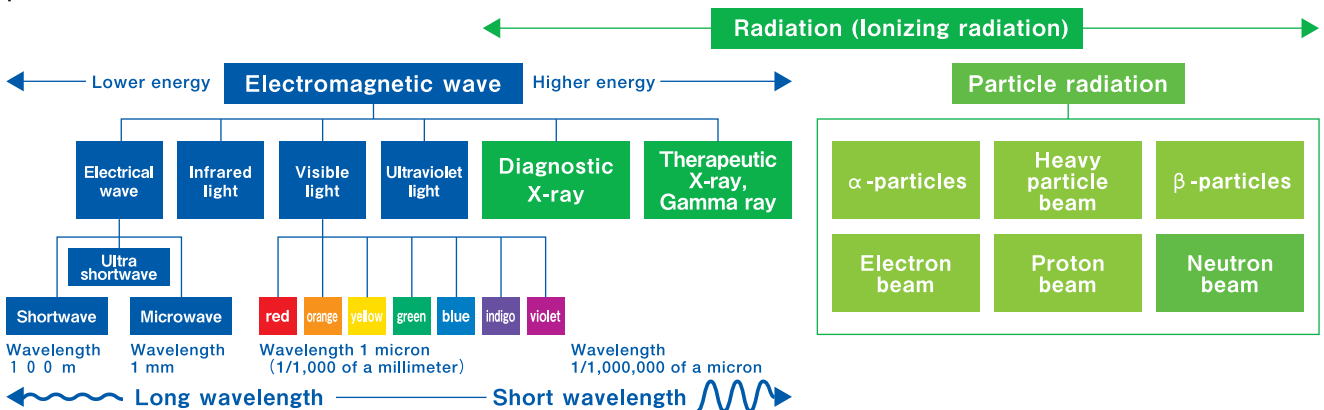 Radiation (Ionizing radiation)
Lower energy
Electromagnetic wave
Higher energy
Particle radiation
Electrical
wave
Infrared
light
Visible
light
Ultraviolet
light
Diagnostic
X-ray
Therapeutic
X-ray,
Gamma ray
α-particles
Heavy
particle
beam
β-particles
Ultra
shortwave
Electron
beam
Proton
beam
Neutron
beam
Shortwave
Microwave
red
orange
yellow
green
blue
indigo
violet
Wavelength
1 0 0 m
Wavelength
1 mm
Wavelength 1 micron
(1/1,000 of a millimeter)
Wavelength
1/1,000,000 of a micron
Long wavelength
Short wavelength